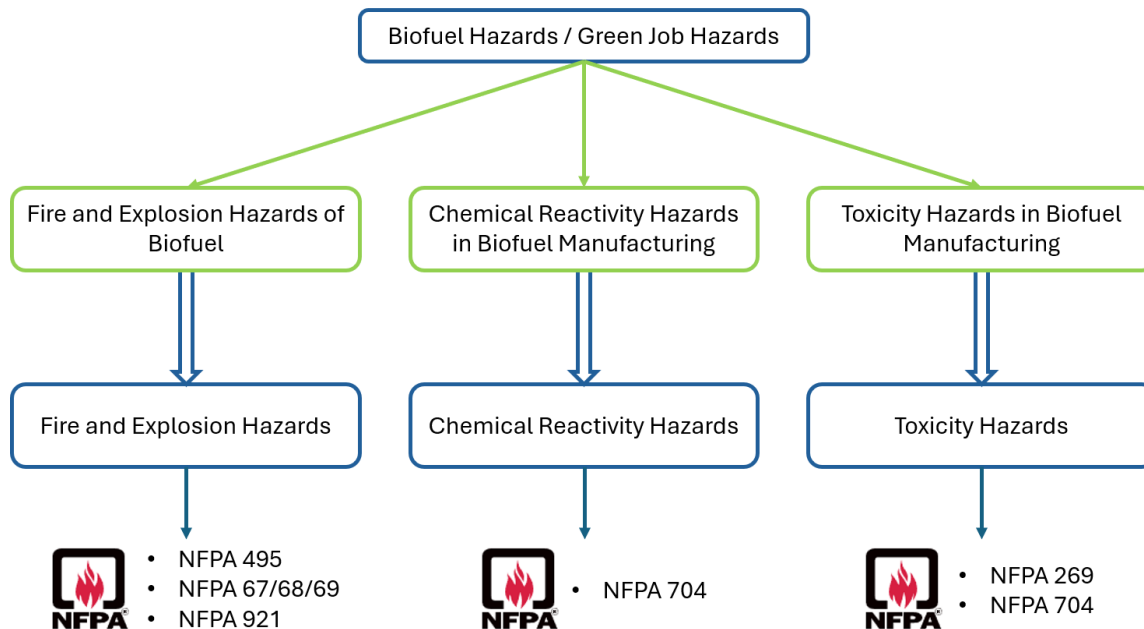 Biofuel Hazards / Green Job Hazards
Fire and Explosion Hazards of
Biofuel
Chemical Reactivity Hazards
in Biofuel Manufacturing
Toxicity Hazards in Biofuel
Manufacturing
Fire and Explosion Hazards
Chemical Reactivity Hazards
Toxicity Hazards
NFPA®
• NFPA 495
• NFPA 67/68/69
• NFPA 921
NFPA®
• NFPA 704
NFPA®
• NFPA 269
• NFPA 704